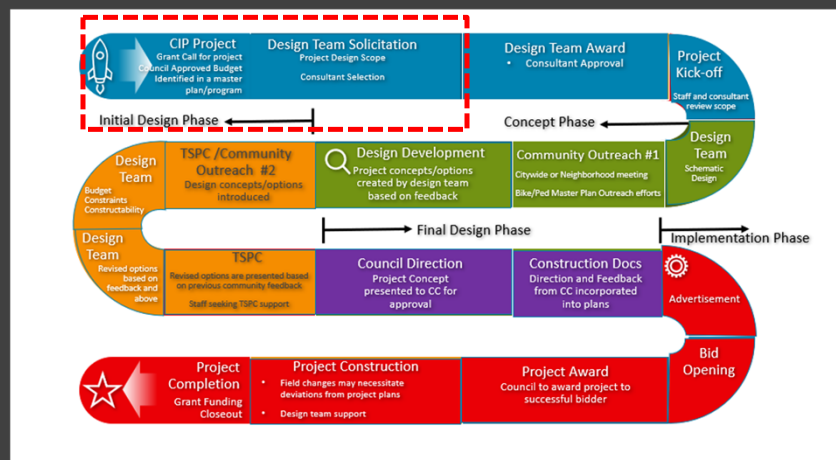 CIP Project
Grant Call for project
Council Approved Budget
Identified in a master
plan/program
Design Team Solicitation
Project Design Scope
Consultant Selection
Design Team Award
• Consultant Approval
Project
Kick-off
Staff and consultant
review scope
Initial Design Phase
Concept Phase
Design
Team
Schematic
Design
Community Outreach #1
Citywide or Neighborhood meeting
Bike/Ped Master Plan Outreach efforts
Design Development
Project concepts/options
created by design team
based on feedback
TSPC /Community
Outreach #2
Design concepts/options
introduced
Design
Team
Budget
Constraints
Constructability
Final Design Phase
Implementation Phase
Design
Team
Revised options
based on
feedback and
above
TSPC
Revised options are presented based
on previous community feedback
Staff seeking TSPC support
Council Direction
Project Concept
presented to CC for
approval
Construction Docs
Direction and Feedback
from CC incorporated
into plans
Advertisement
Bid
Opening
Project Award
Council to award project to
successful bidder
Project Construction
• Field changes may necessitate
deviations from project plans
• Design team support
Project
Completion
Grant Funding
Closeout